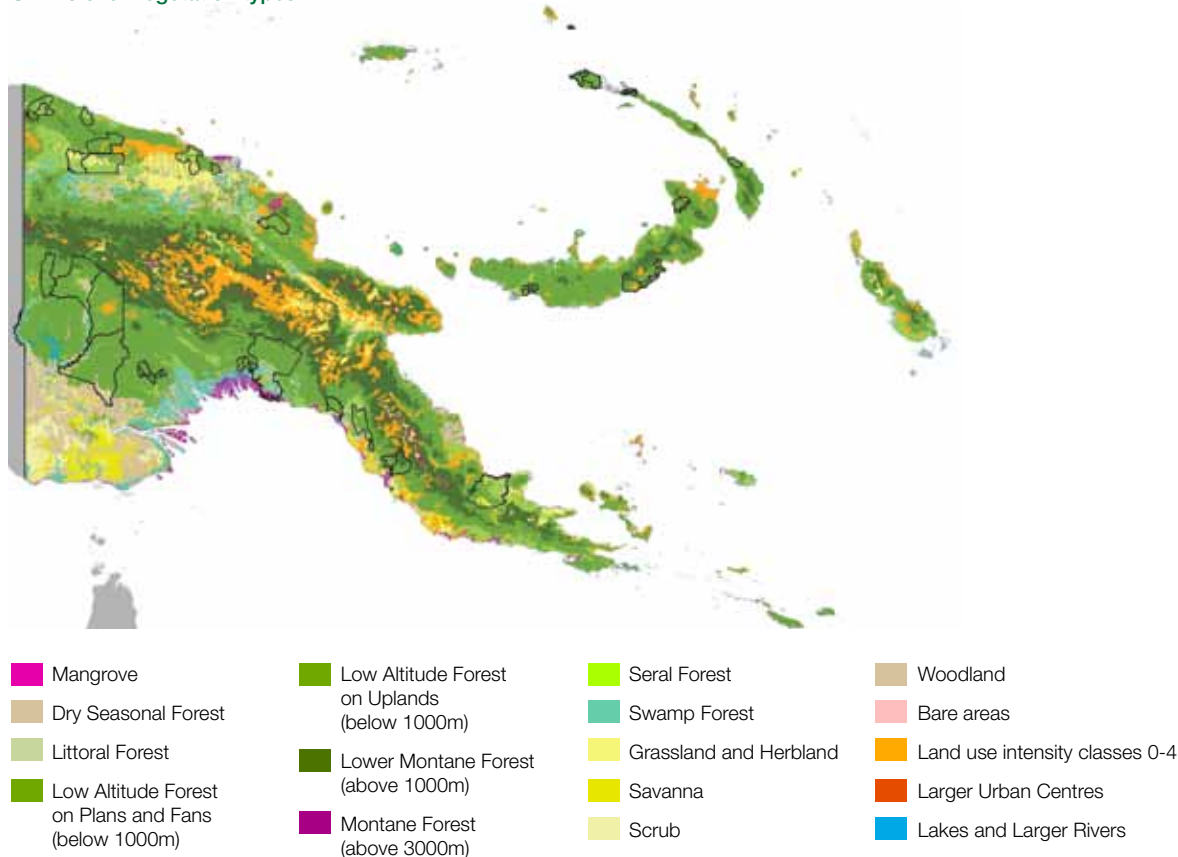 Mangrove
Dry Seasonal Forest
Littoral Forest
Low Altitude Forest
on Plans and Fans
(below 1000m)
Low Altitude Forest
on Uplands
(below 1000m)
Lower Montane Forest
(above 1000m)
Montane Forest
(above 3000m)
Seral Forest
Swamp Forest
Grassland and Herbland
Savanna
Scrub
Woodland
Bare areas
Land use intensity classes 0-4
Larger Urban Centres
Lakes and Larger Rivers